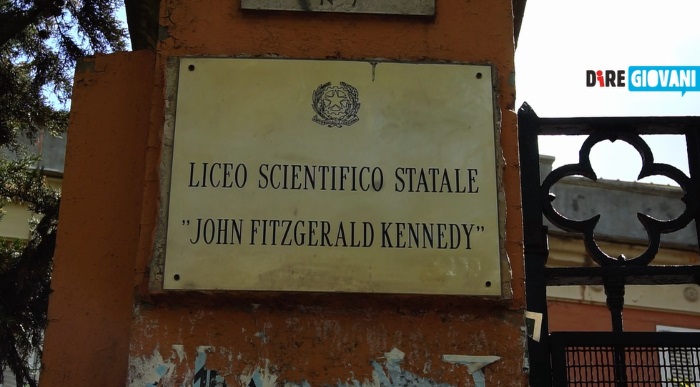 DIRE GIOVANI
LICEO SCIENTIFICO STATALE
"JOHN FITZGERALD KENNEDY"